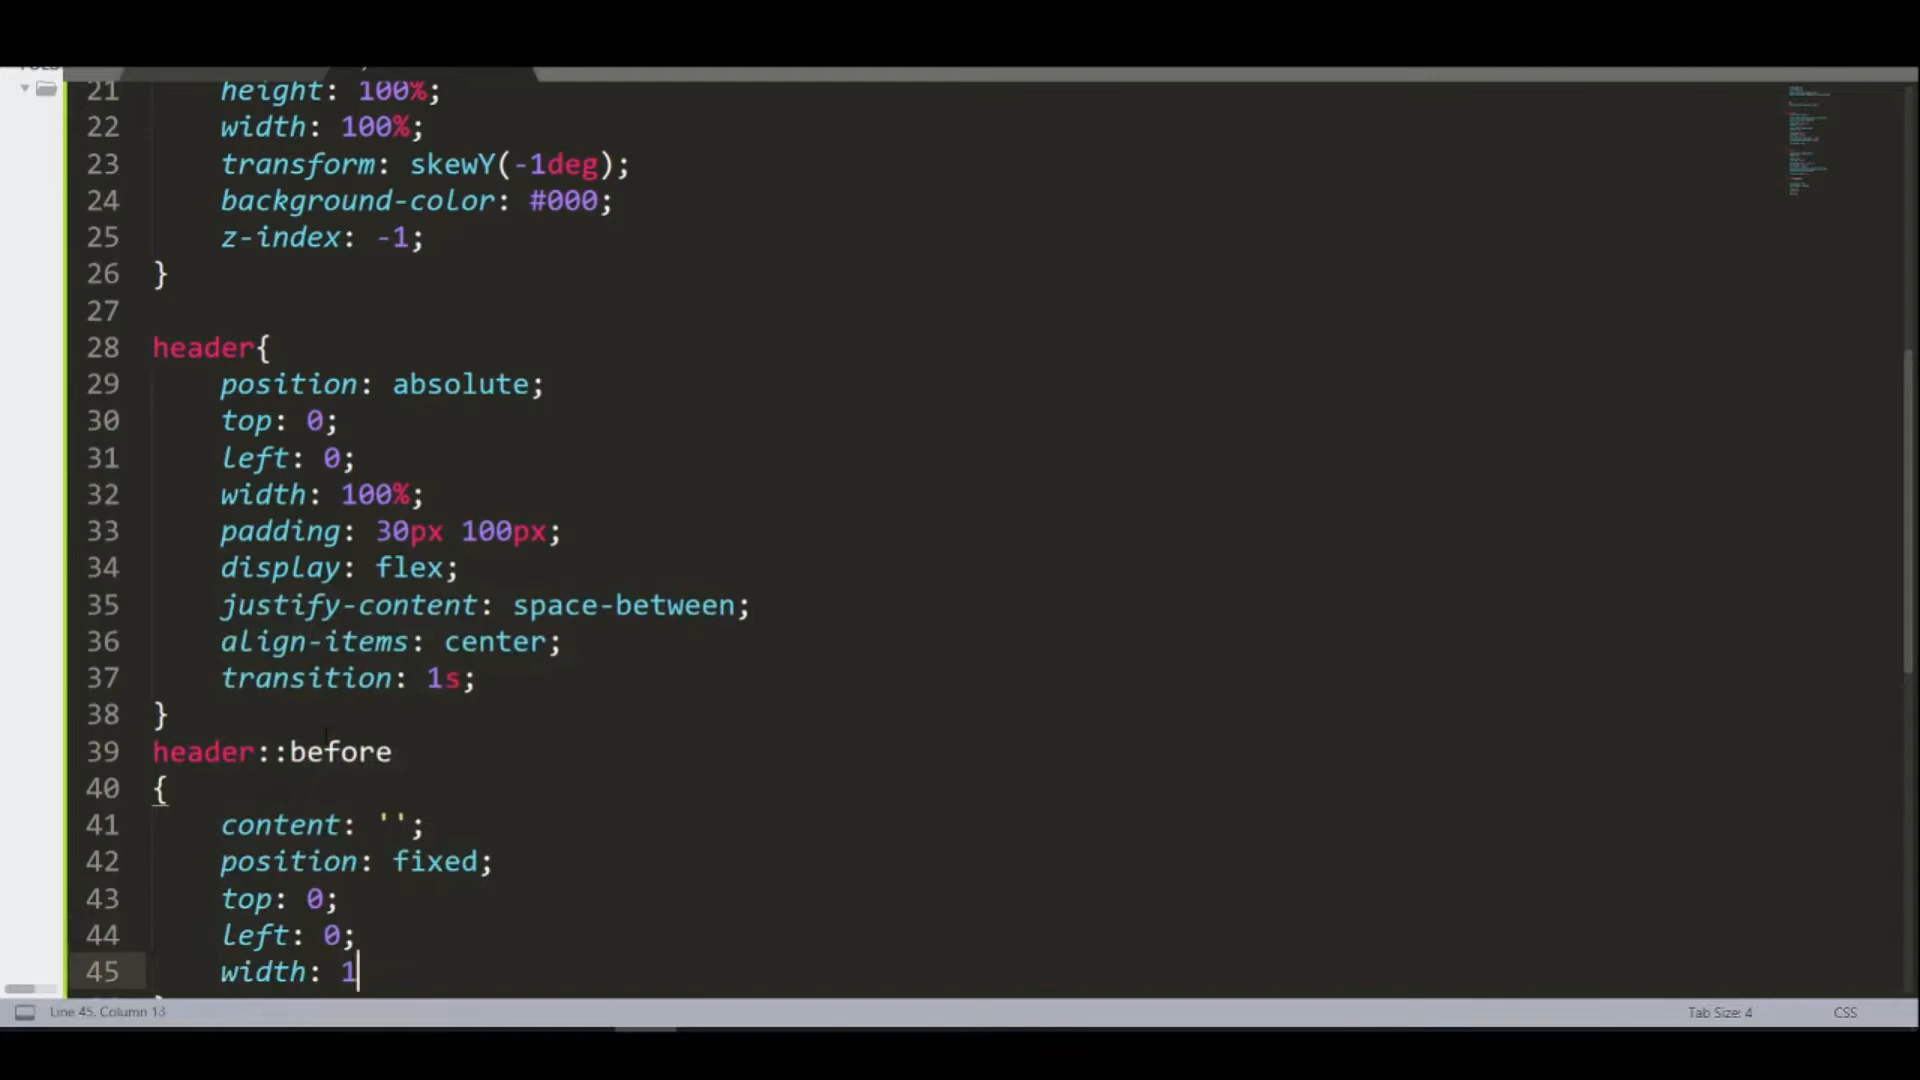 21 height: 100%;
22 width: 100%;
23 transform: skewY(-1deg);
24 background-color: #000;
25 z-index: -1;
26 }
27
28 header{
29 position: absolute;
30 top: 0;
31 left: 0;
32 width: 100%;
33 padding: 30px 100px;
34 display: flex;
35 justify-content: space-between;
36 align-items: center;
37 transition: 1s;
38 }
39 header::before
40 {
41 content: '';
42 position: fixed;
43 top: 0;
44 left: 0;
45 width: 1
Line 45, Column 13 Tab Size: 4 CSS